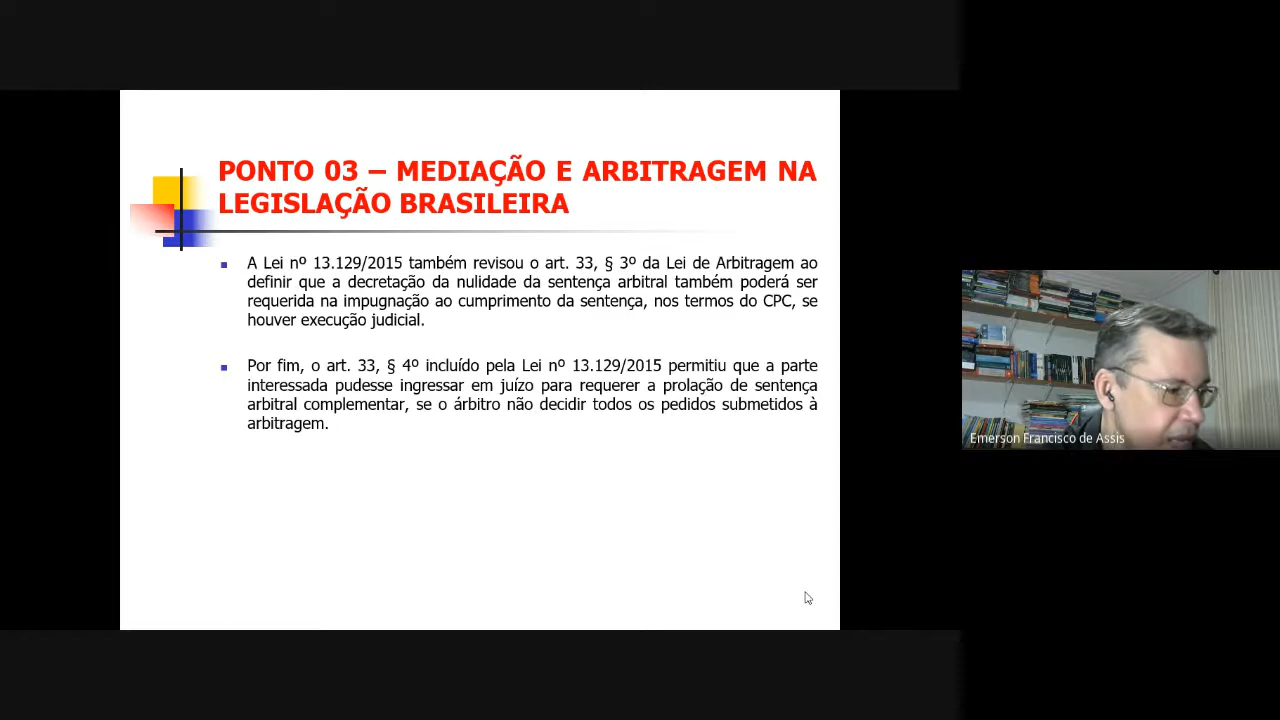 PONTO 03 – MEDIAÇÃO E ARBITRAGEM NA
LEGISLAÇÃO BRASILEIRA
A Lei nº 13.129/2015 também revisou o art. 33, § 3º da Lei de Arbitragem ao
definir que a decretação da nulidade da sentença arbitral também poderá ser
requerida na impugnação ao cumprimento da sentença, nos termos do CPC, se
houver execução judicial.
Por fim, o art. 33, § 4º incluído pela Lei nº 13.129/2015 permitiu que a parte
interessada pudesse ingressar em juízo para requerer a prolação de sentença
arbitral complementar, se o árbitro não decidir todos os pedidos submetidos à
arbitragem.
Emerson Francisco de Assis